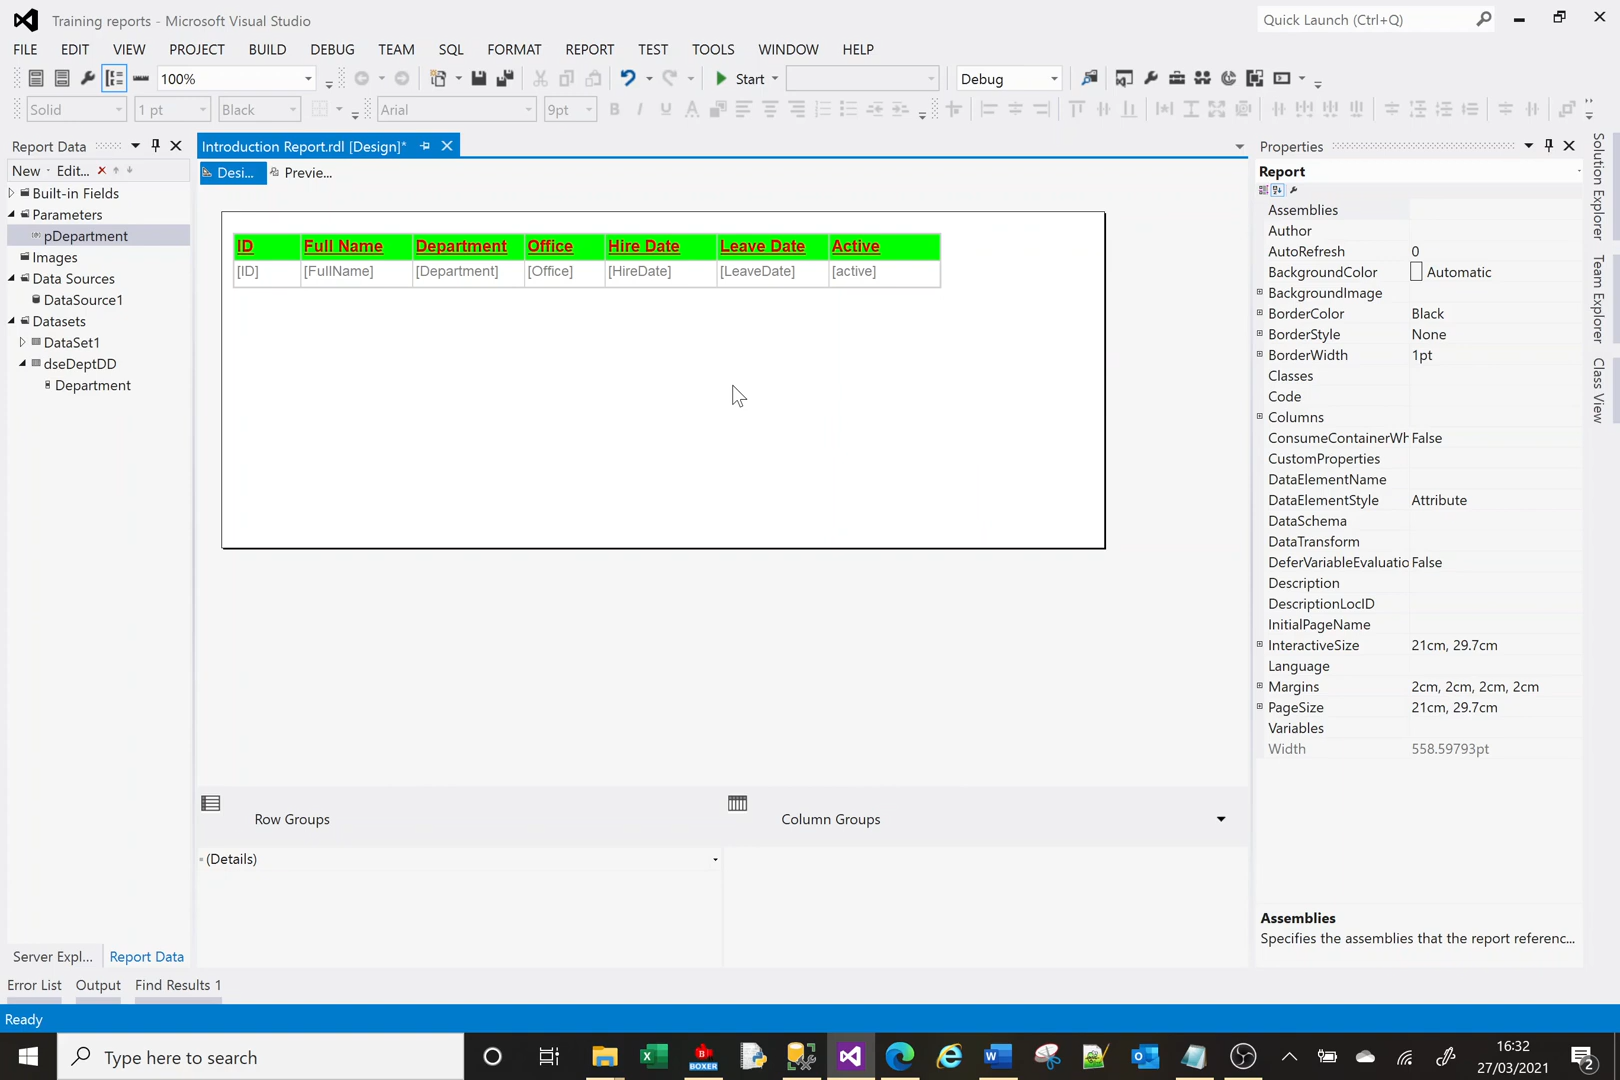 Training reports - Microsoft Visual Studio
Quick Launch (Ctrl+Q)
FILE EDIT VIEW PROJECT BUILD DEBUG TEAM SQL FORMAT REPORT TEST TOOLS WINDOW HELP
100% Start Debug
Solid 1 pt Black Arial 9pt B I U A
Report Data
New Edit...
Built-in Fields
Parameters
pDepartment
Images
Data Sources
DataSource1
Datasets
DataSet1
dseDeptDD
Department
Server Expl... Report Data
Introduction Report.rdl [Design]*
Desi... Previe...
ID Full Name Department Office Hire Date Leave Date Active
[ID] [FullName] [Department] [Office] [HireDate] [LeaveDate] [active]
Row Groups Column Groups
(Details)
Properties
Report
Assemblies
Author
AutoRefresh 0
BackgroundColor Automatic
BackgroundImage
BorderColor Black
BorderStyle None
BorderWidth 1pt
Classes
Code
Columns
ConsumeContainerWh False
CustomProperties
DataElementName
DataElementStyle Attribute
DataSchema
DataTransform
DeferVariableEvaluatio False
Description
DescriptionLocID
InitialPageName
InteractiveSize 21cm, 29.7cm
Language
Margins 2cm, 2cm, 2cm, 2cm
PageSize 21cm, 29.7cm
Variables
Width 558.59793pt
Assemblies
Specifies the assemblies that the report referenc...
Solution Explorer
Team Explorer
Class View
Error List Output Find Results 1
Ready
Type here to search
BOXER
16:32
27/03/2021
2